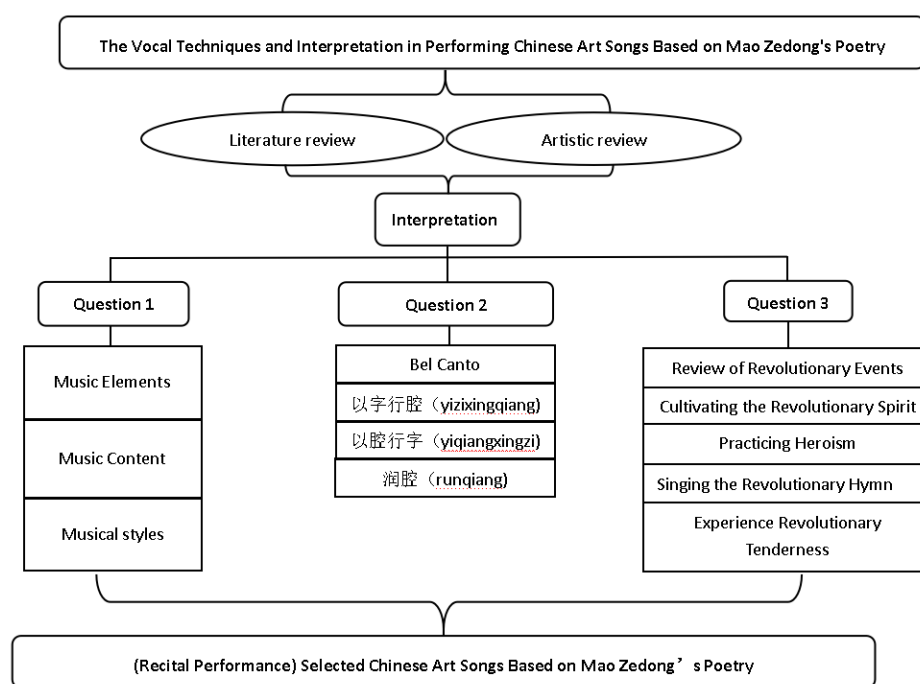 The Vocal Techniques and Interpretation in Performing Chinese Art Songs Based on Mao Zedong's Poetry
Literature review
Artistic review
Interpretation
Question 1
Music Elements
Music Content
Musical styles
Question 2
Bel Canto
以字行腔（yizixingqiang)
以腔行字（yiqiangxingzi)
润腔（runqiang)
Question 3
Review of Revolutionary Events
Cultivating the Revolutionary Spirit
Practicing Heroism
Singing the Revolutionary Hymn
Experience Revolutionary
Tenderness
(Recital Performance) Selected Chinese Art Songs Based on Mao Zedong’s Poetry